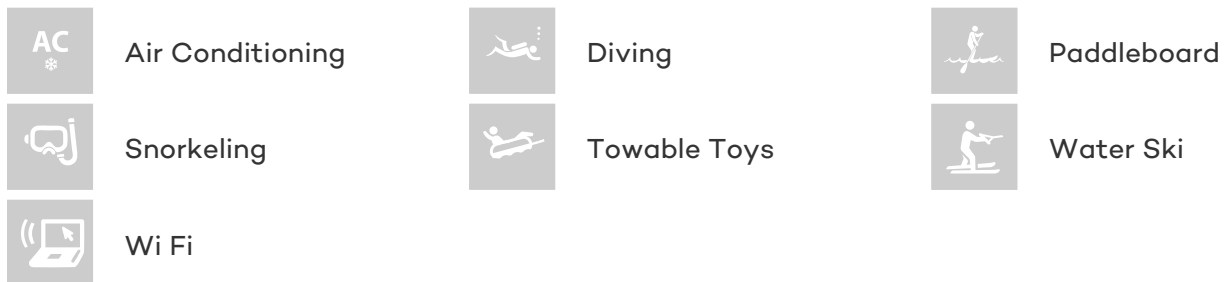 AC
Air Conditioning
Diving
Paddleboard
Snorkeling
Towable Toys
Water Ski
Wi Fi